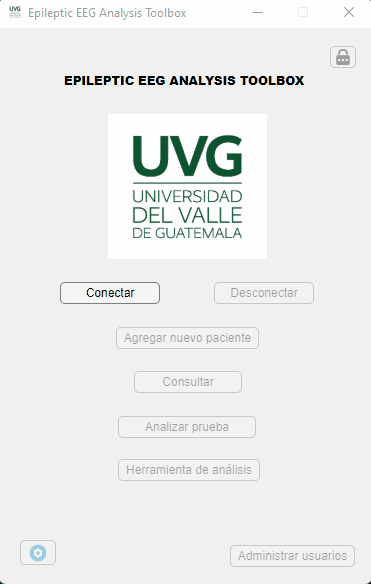 UVG Epileptic EEG Analysis Toolbox
EPILEPTIC EEG ANALYSIS TOOLBOX
UVG
UNIVERSIDAD
DEL VALLE
DE GUATEMALA
Conectar Desconectar
Agregar nuevo paciente
Consultar
Analizar prueba
Herramienta de análisis
Administrar usuarios